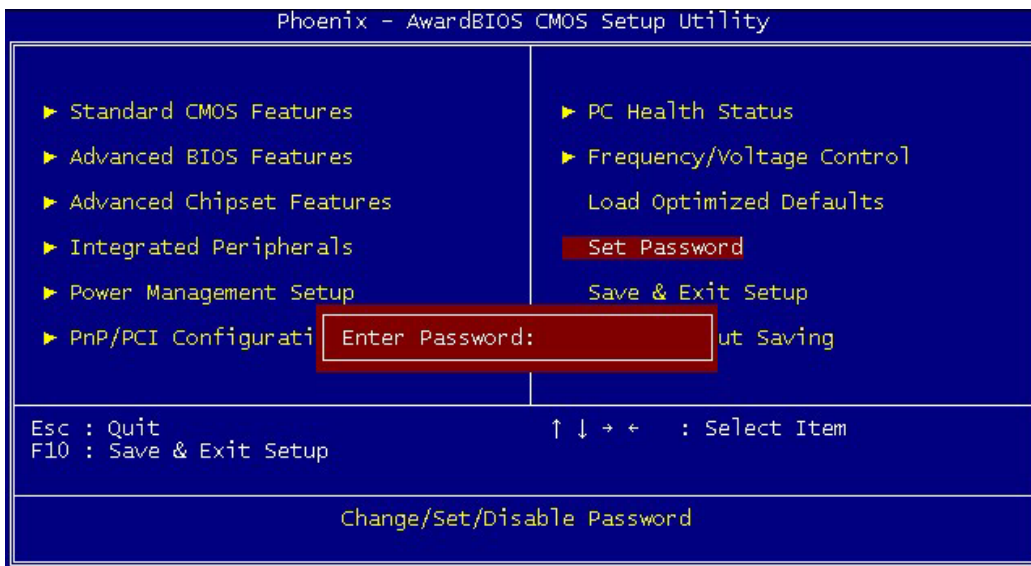 Phoenix - AwardBIOS CMOS Setup Utility
► Standard CMOS Features
► Advanced BIOS Features
► Advanced Chipset Features
► Integrated Peripherals
► Power Management Setup
► PnP/PCI Configurati
► PC Health Status
► Frequency/Voltage Control
Load Optimized Defaults
Set Password
Save & Exit Setup
ut Saving
Enter Password:
Esc : Quit
F10 : Save & Exit Setup
↑ ↓ → ← : Select Item
Change/Set/Disable Password